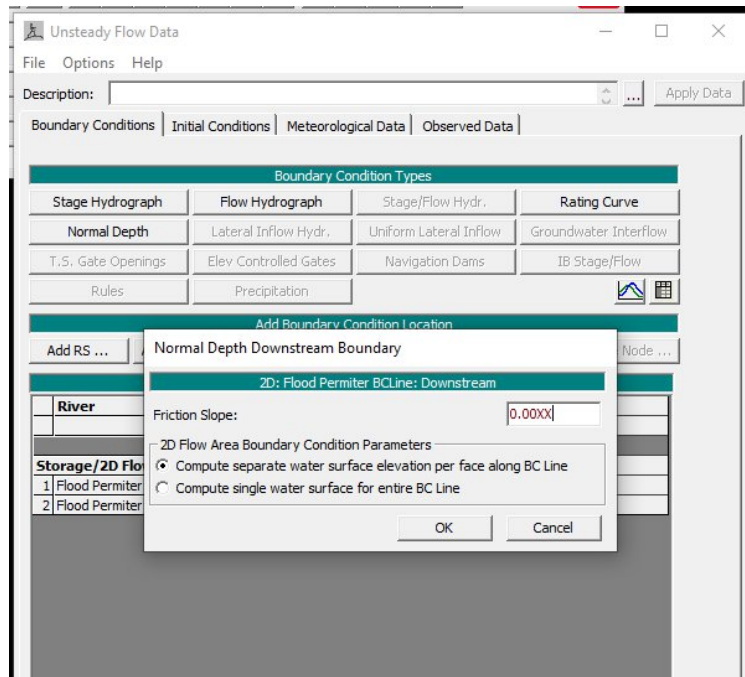 Unsteady Flow Data
File Options Help
Description: ... Apply Data
Boundary Conditions Initial Conditions Meteorological Data Observed Data
Boundary Condition Types
Stage Hydrograph Flow Hydrograph Stage/Flow Hydr. Rating Curve
Normal Depth Lateral Inflow Hydr. Uniform Lateral Inflow Groundwater Interflow
T.S. Gate Openings Elev Controlled Gates Navigation Dams IB Stage/Flow
Rules Precipitation
Add Boundary Condition Location
Add RS ... Node ...
Normal Depth Downstream Boundary
2D: Flood Permiter BCLine: Downstream
River
Friction Slope: 0.00XX
2D Flow Area Boundary Condition Parameters
Storage/2D Flo
Compute separate water surface elevation per face along BC Line
1 Flood Permiter
Compute single water surface for entire BC Line
2 Flood Permiter
OK Cancel